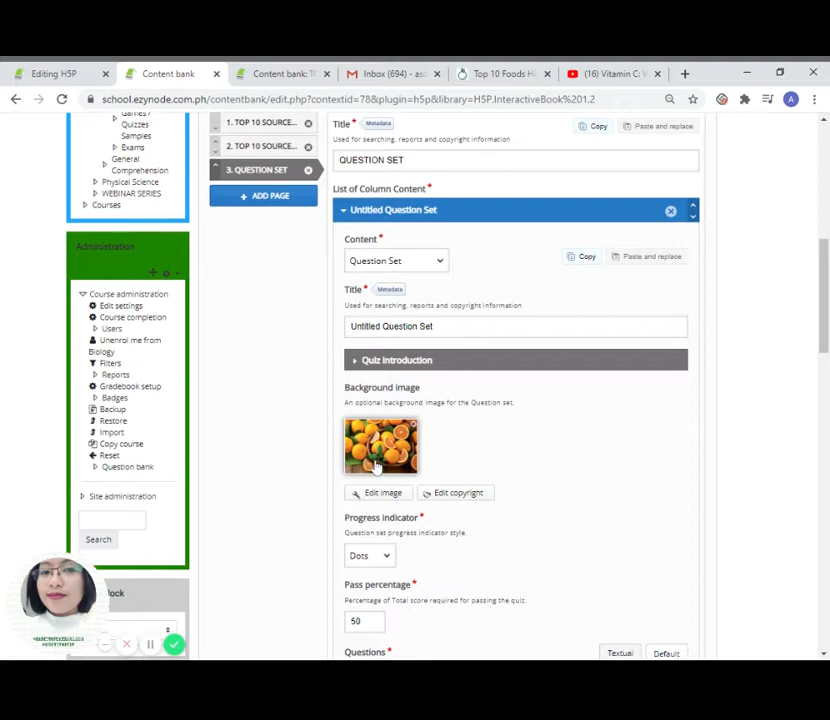 Editing H5P
Content bank
Content bank: TO
Inbox (694) - asd
Top 10 Foods Hi
(16) Vitamin C: W
school.ezynode.com.ph/contentbank/edit.php?contextid=78&plugin=h5p&library=H5P.InteractiveBook%201.2
A
Games /
Quizzes
Samples
Exams
General
Comprehension
Physical Science
WEBINAR SERIES
Courses
Administration
Course administration
Edit settings
Course completion
Users
Unenrol me from
Biology
Filters
Reports
Gradebook setup
Badges
Backup
Restore
Import
Copy course
Reset
Question bank
Site administration
Search
lock
1. TOP 10 SOURCE...
2. TOP 10 SOURCE...
3. QUESTION SET
+ ADD PAGE
Title * Metadata
Copy
Paste and replace
Used for searching, reports and copyright information
QUESTION SET
List of Column Content *
Untitled Question Set
Content *
Question Set
Copy
Paste and replace
Title * Metadata
Used for searching, reports and copyright information
Untitled Question Set
Quiz introduction
Background image
An optional background image for the Question set.
Edit image
Edit copyright
Progress indicator *
Question set progress indicator style.
Dots
Pass percentage *
Percentage of Total score required for passing the quiz.
50
Questions *
Textual
Default